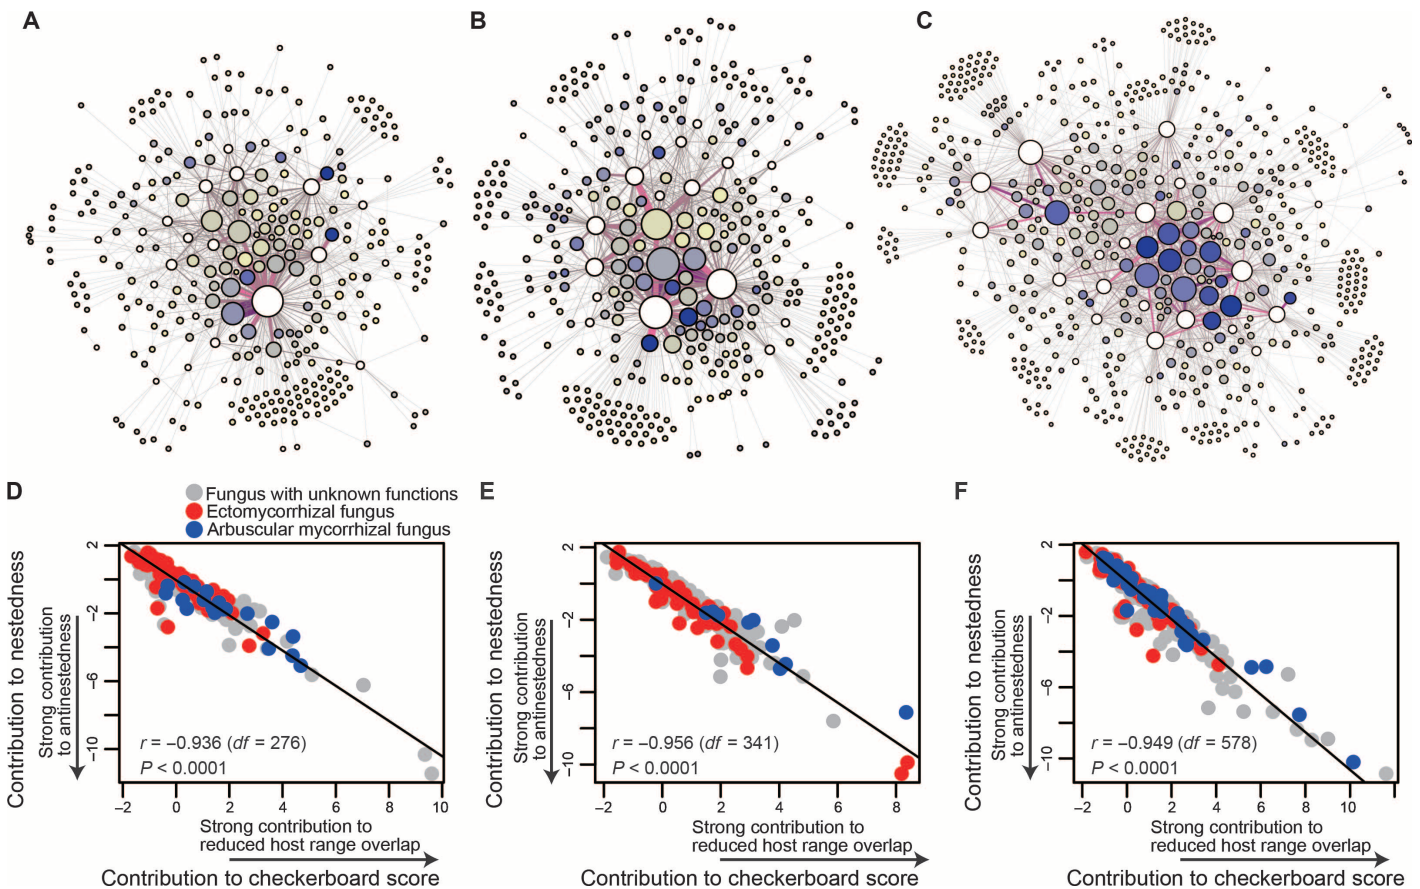 A
B
C
D
Fungus with unknown functions
Ectomycorrhizal fungus
Arbuscular mycorrhizal fungus
E
F
Contribution to nestedness
Strong contribution
to antinestedness
2
-2
-6
-10
r = -0.936 (df = 276)
P < 0.0001
-2
0
2
4
6
8
10
Strong contribution to
reduced host range overlap
Contribution to checkerboard score
Contribution to nestedness
Strong contribution
to antinestedness
2
-2
-6
-10
r = -0.956 (df = 341)
P < 0.0001
-2
0
2
4
6
8
Strong contribution to
reduced host range overlap
Contribution to checkerboard score
Contribution to nestedness
Strong contribution
to antinestedness
2
-2
-6
-10
r = -0.949 (df = 578)
P < 0.0001
-2
0
2
4
6
8
10
Strong contribution to
reduced host range overlap
Contribution to checkerboard score